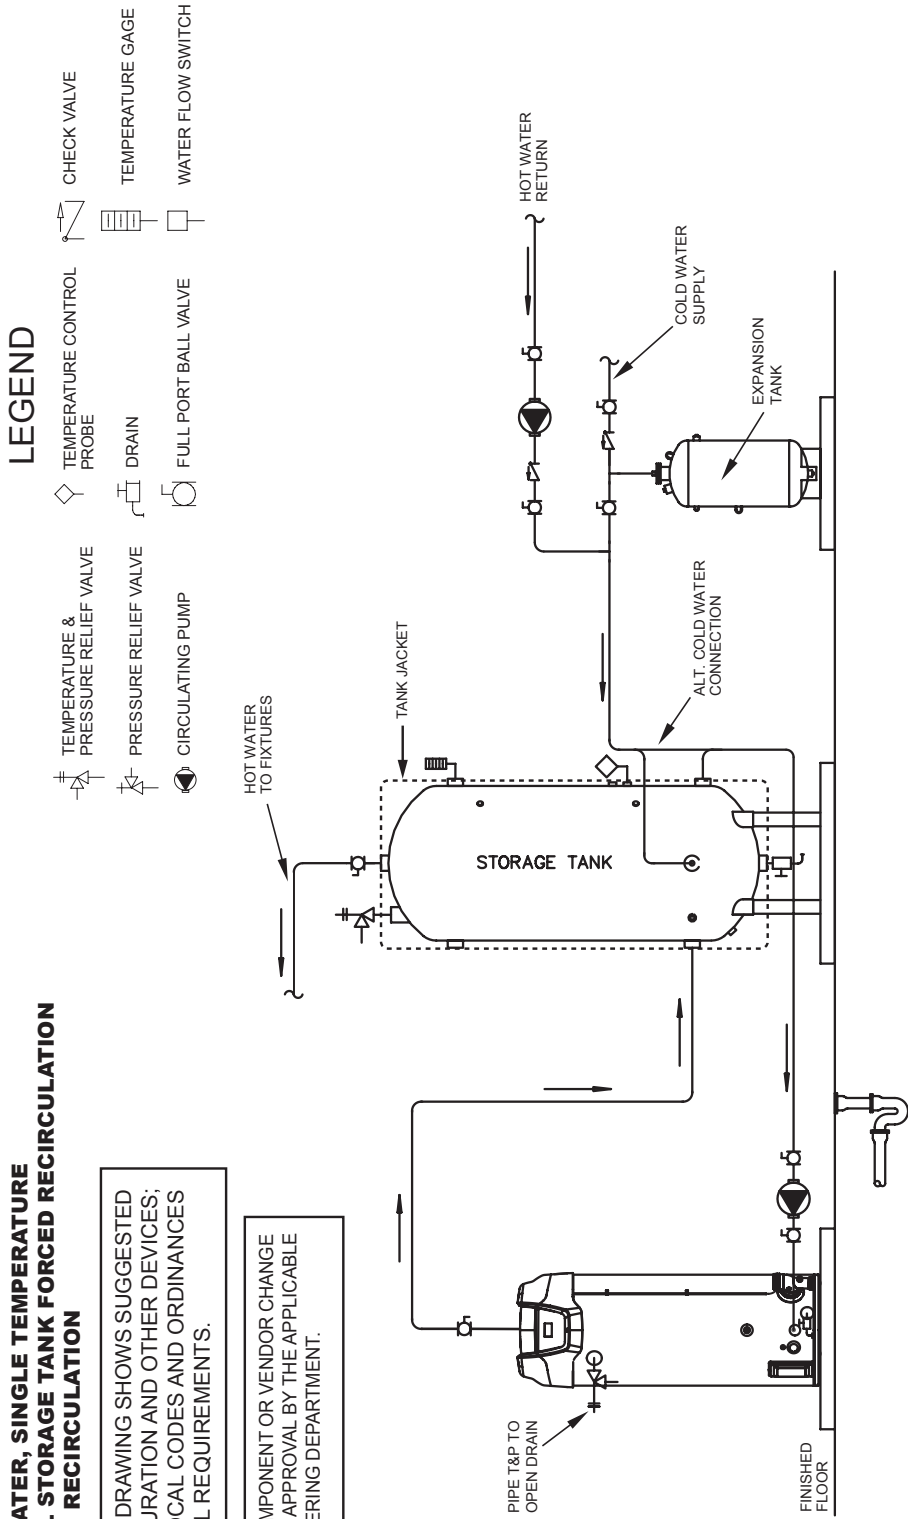 ATER, SINGLE TEMPERATURE
STORAGE TANK FORCED RECIRCULATION
RECIRCULATION
DRAWING SHOWS SUGGESTED
URATION AND OTHER DEVICES;
OCAL CODES AND ORDINANCES
L REQUIREMENTS.
MPONENT OR VENDOR CHANGE
APPROVAL BY THE APPLICABLE
ERING DEPARTMENT.
LEGEND
TEMPERATURE &
PRESSURE RELIEF VALVE
PRESSURE RELIEF VALVE
CIRCULATING PUMP
TEMPERATURE CONTROL
PROBE
DRAIN
FULL PORT BALL VALVE
CHECK VALVE
TEMPERATURE GAGE
WATER FLOW SWITCH
HOT WATER
TO FIXTURES
TANK JACKET
STORAGE TANK
HOT WATER
RETURN
COLD WATER
SUPPLY
EXPANSION
TANK
ALT. COLD WATER
CONNECTION
PIPE T&P TO
OPEN DRAIN
FINISHED
FLOOR